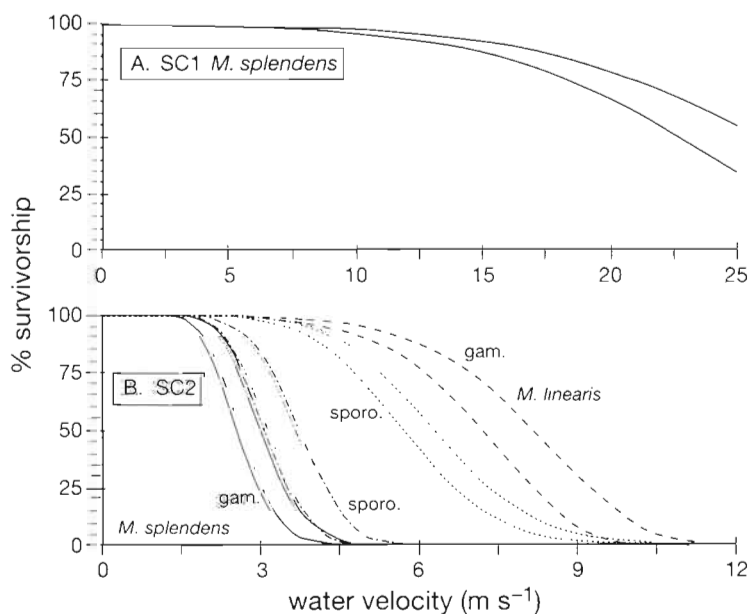 % survivorship
100
75
50
25
0
A. SC1 M. splendens
0 5 10 15 20 25
100
75
50
25
0
B. SC2
gam.
M. linearis
sporo.
gam.
sporo.
M. splendens
0 3 6 9 12
water velocity (m s⁻¹)